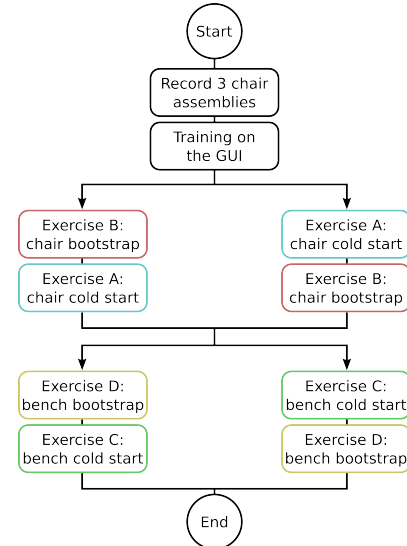 Start
Record 3 chair
assemblies
Training on
the GUI
Exercise B:
chair bootstrap
Exercise A:
chair cold start
Exercise A:
chair cold start
Exercise B:
chair bootstrap
Exercise D:
bench bootstrap
Exercise C:
bench cold start
Exercise C:
bench cold start
Exercise D:
bench bootstrap
End